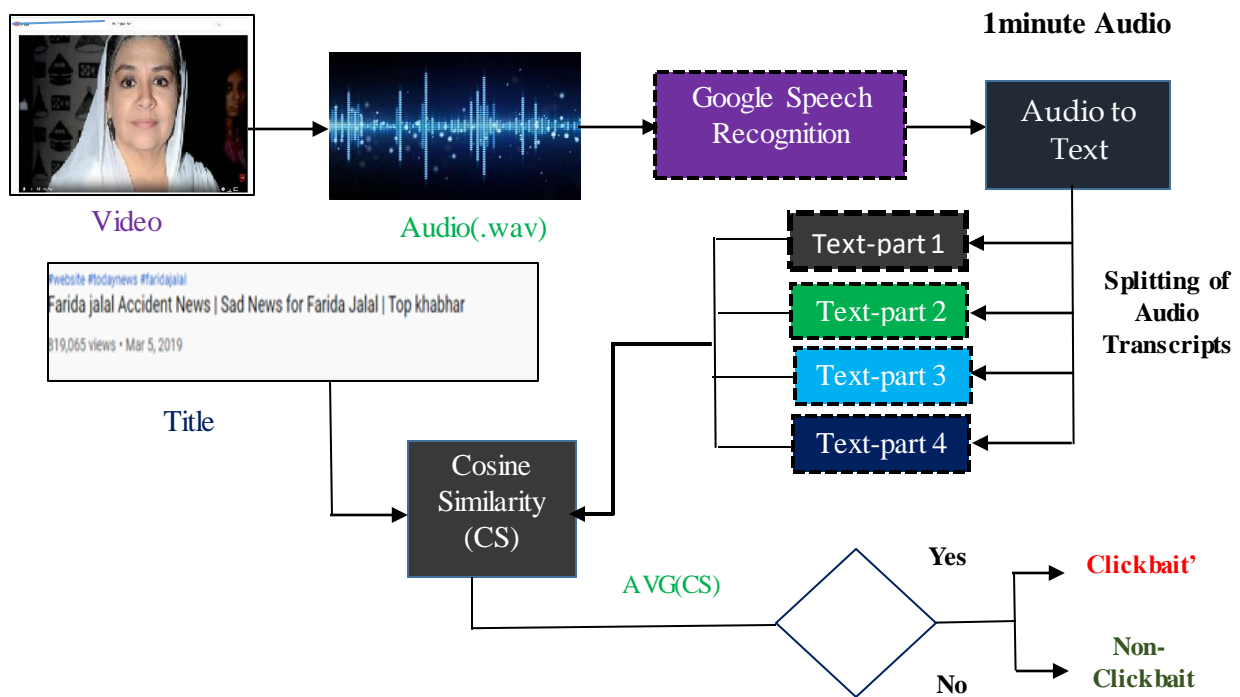 1minute Audio
Google Speech
Recognition
Audio to
Text
Video
Audio(.wav)
Text-part 1
Text-part 2
Text-part 3
Text-part 4
Splitting of
Audio
Transcripts
#website #todaynews #faridajalal
Farida jalal Accident News | Sad News for Farida Jalal | Top khabhar
819,065 views • Mar 5, 2019
Title
Cosine
Similarity
(CS)
AVG(CS)
Yes
Clickbait’
No
Non-
Clickbait